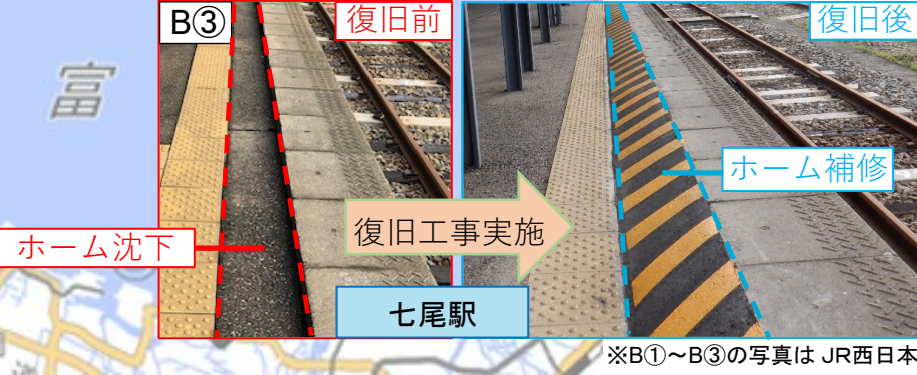 B③
復旧前
復旧後
富
ホーム補修
復旧工事実施
ホーム沈下
七尾駅
※B①～B③の写真は JR西日本